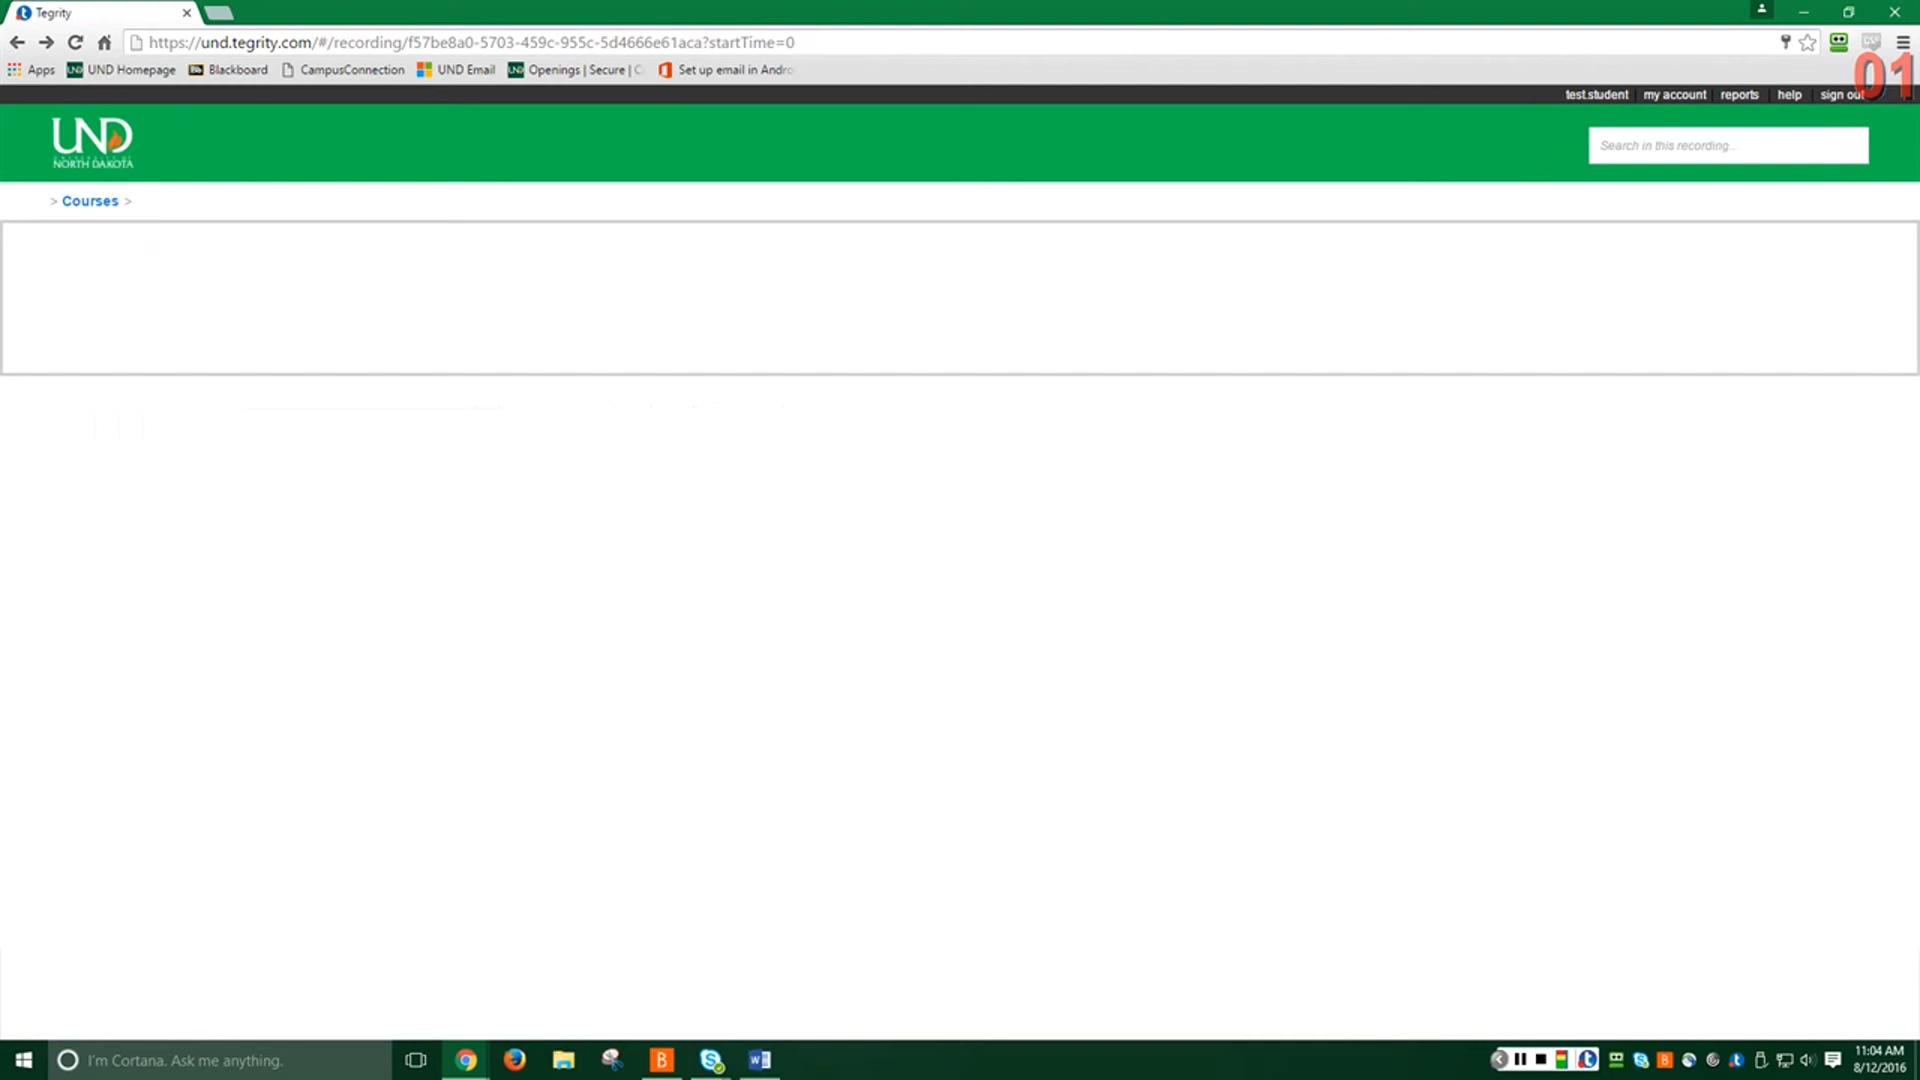 Tegrity
https://und.tegrity.com/#/recording/f57be8a0-5703-459c-955c-5d4666e61aca?startTime=0
Apps UND Homepage Blackboard CampusConnection UND Email Openings | Secure | Set up email in Andro
01
test.student my account reports help sign out
UND
NORTH DAKOTA
Search in this recording...
> Courses >
I'm Cortana. Ask me anything.
11:04 AM
8/12/2016